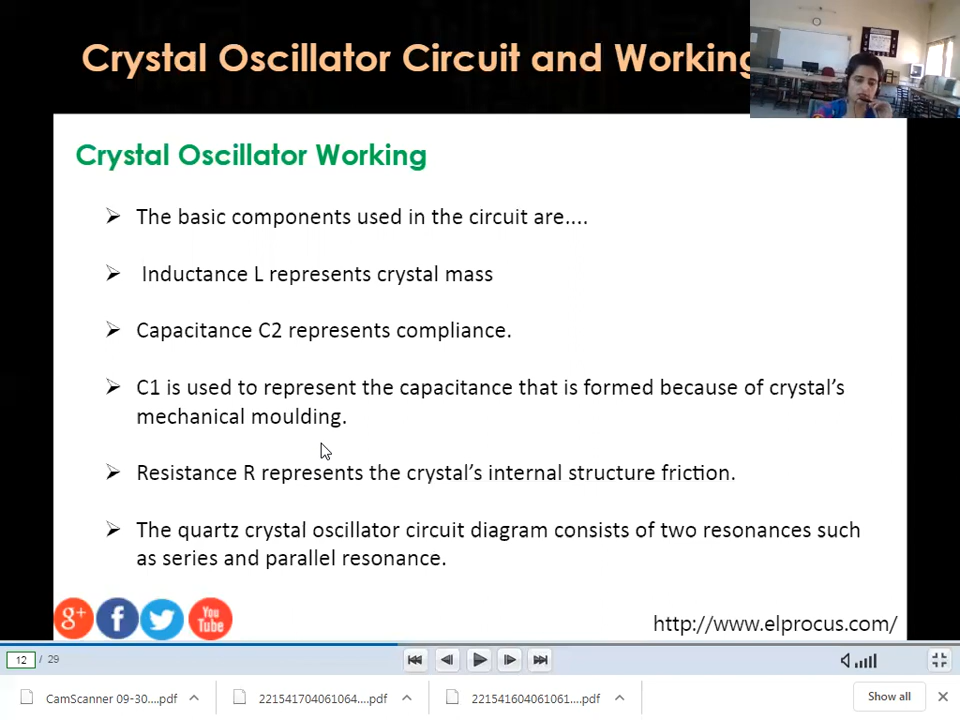 Crystal Oscillator Circuit and Working
Crystal Oscillator Working
The basic components used in the circuit are....
Inductance L represents crystal mass
Capacitance C2 represents compliance.
C1 is used to represent the capacitance that is formed because of crystal’s
mechanical moulding.
Resistance R represents the crystal’s internal structure friction.
The quartz crystal oscillator circuit diagram consists of two resonances such
as series and parallel resonance.
g+
You
Tube
http://www.elprocus.com/
12 / 29
CamScanner 09-30....pdf
221541704061064....pdf
221541604061061....pdf
Show all